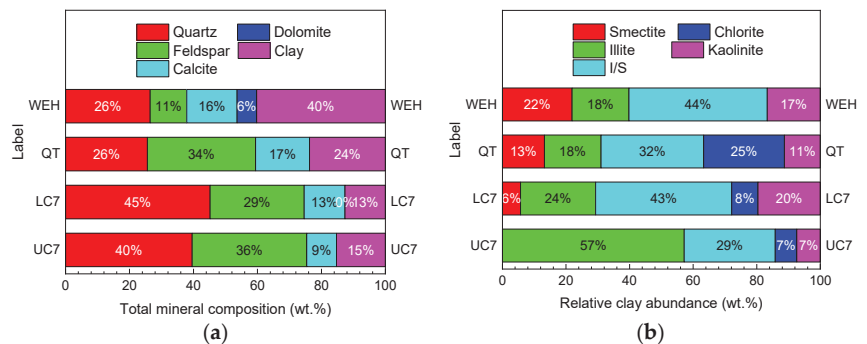 Quartz Dolomite
Feldspar Clay
Calcite
WEH 26% 11% 16% 6% 40% WEH
QT 26% 34% 17% 24% QT
LC7 45% 29% 13% 0% 13% LC7
UC7 40% 36% 9% 15% UC7
Label
0 20 40 60 80 100
Total mineral composition (wt.%)
(a)
Smectite Chlorite
Illite Kaolinite
I/S
WEH 22% 18% 44% 17% WEH
QT 13% 18% 32% 25% 11% QT
LC7 6% 24% 43% 8% 20% LC7
UC7 57% 29% 7% 7% UC7
Label
0 20 40 60 80 100
Relative clay abundance (wt.%)
(b)